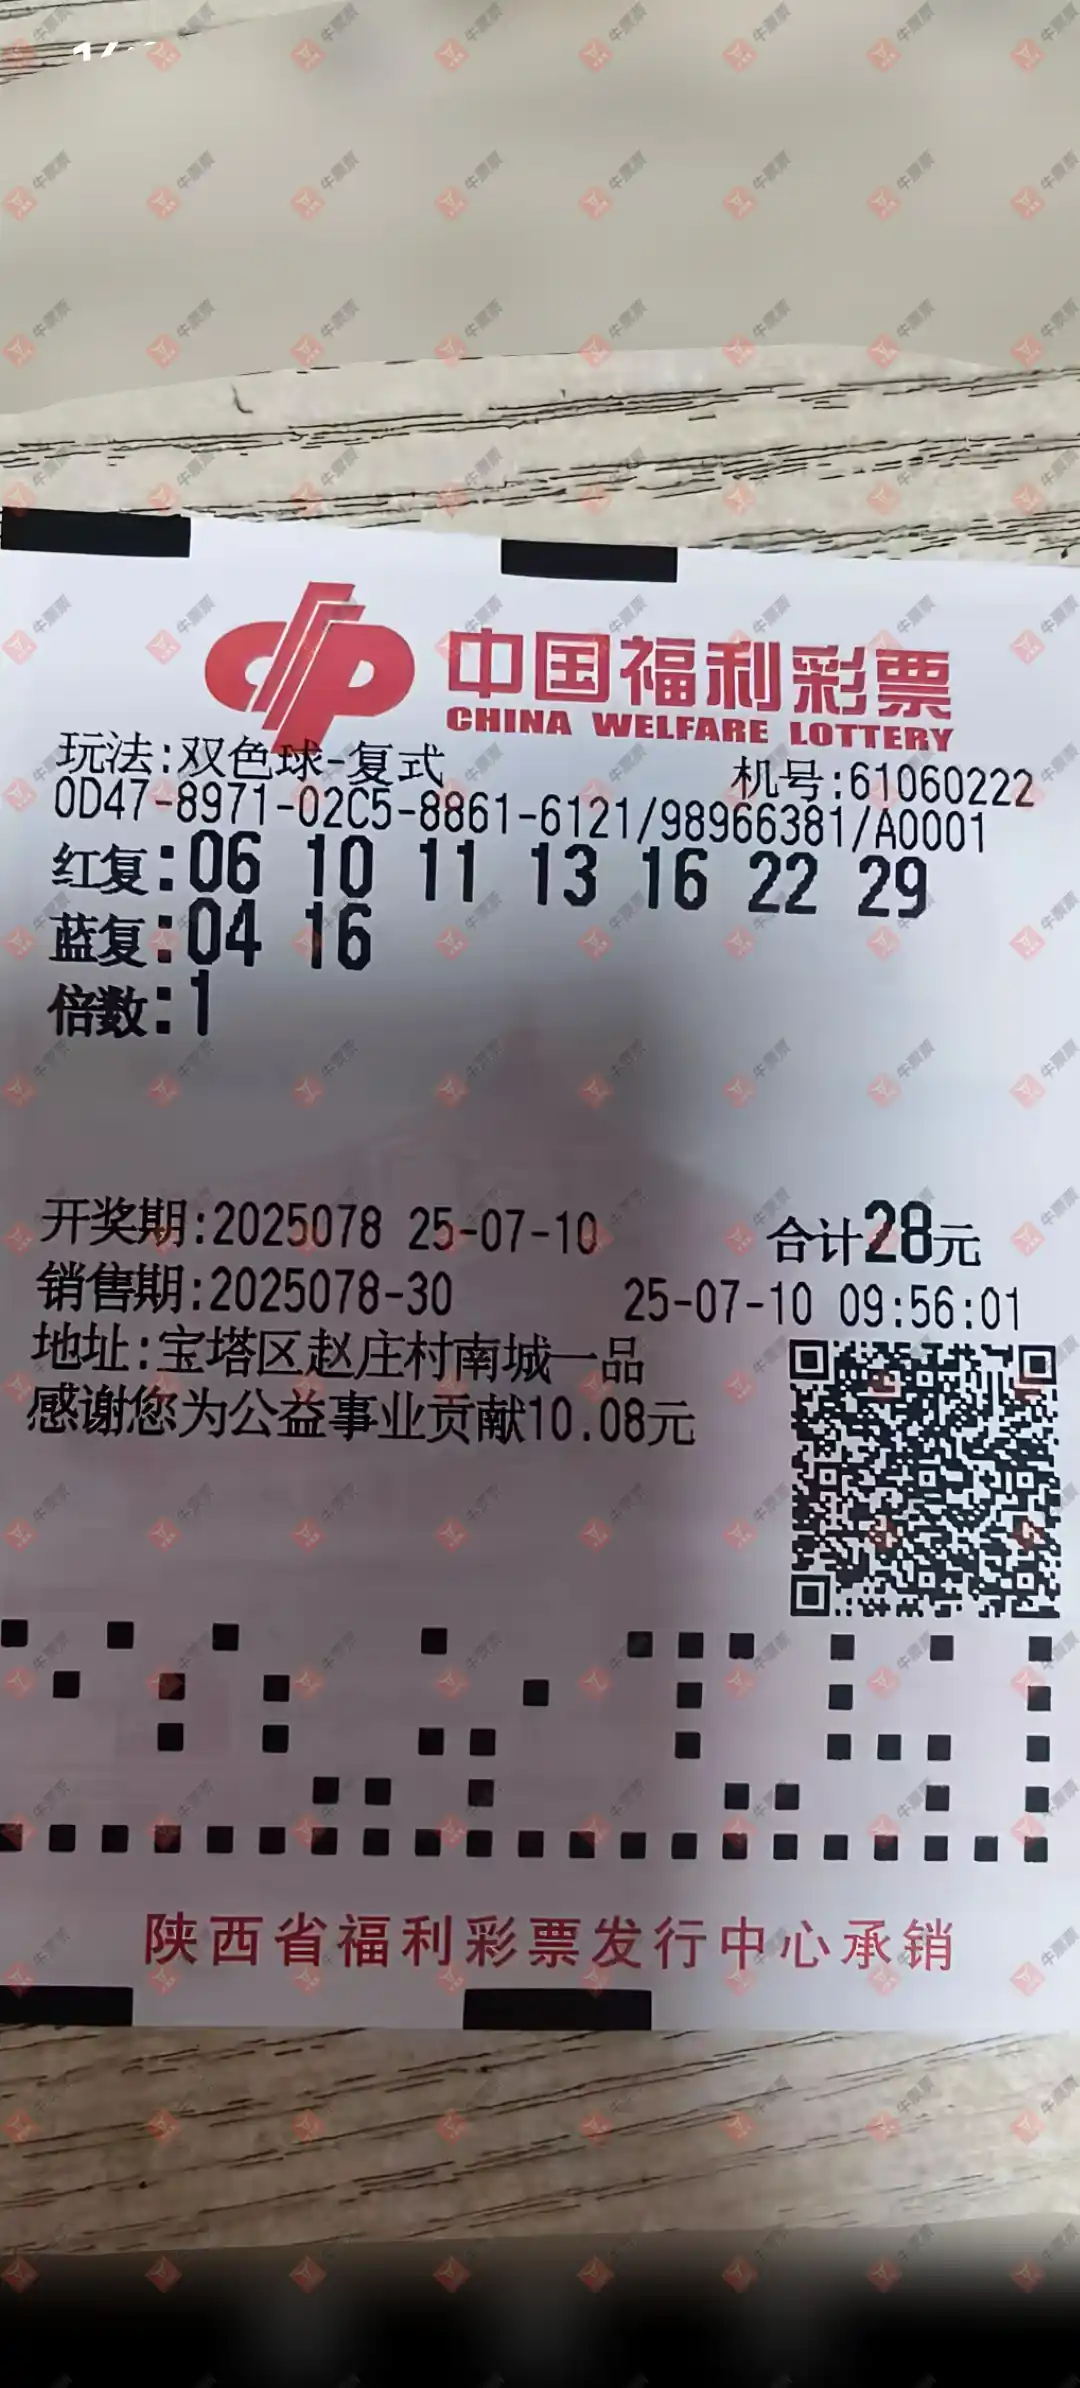 中国福利彩票
CHINA WELFARE LOTTERY
玩法:双色球-复式 机号:61060222
0D47-8971-02C5-8861-6121/98966381/A0001
红复:06 10 11 13 16 22 29
蓝复:04 16
倍数:1
开奖期:2025078 25-07-10 合计28元
销售期:2025078-30 25-07-10 09:56:01
地址:宝塔区赵庄村南城一品
感谢您为公益事业贡献10.08元
陕西省福利彩票发行中心承销
牛票票